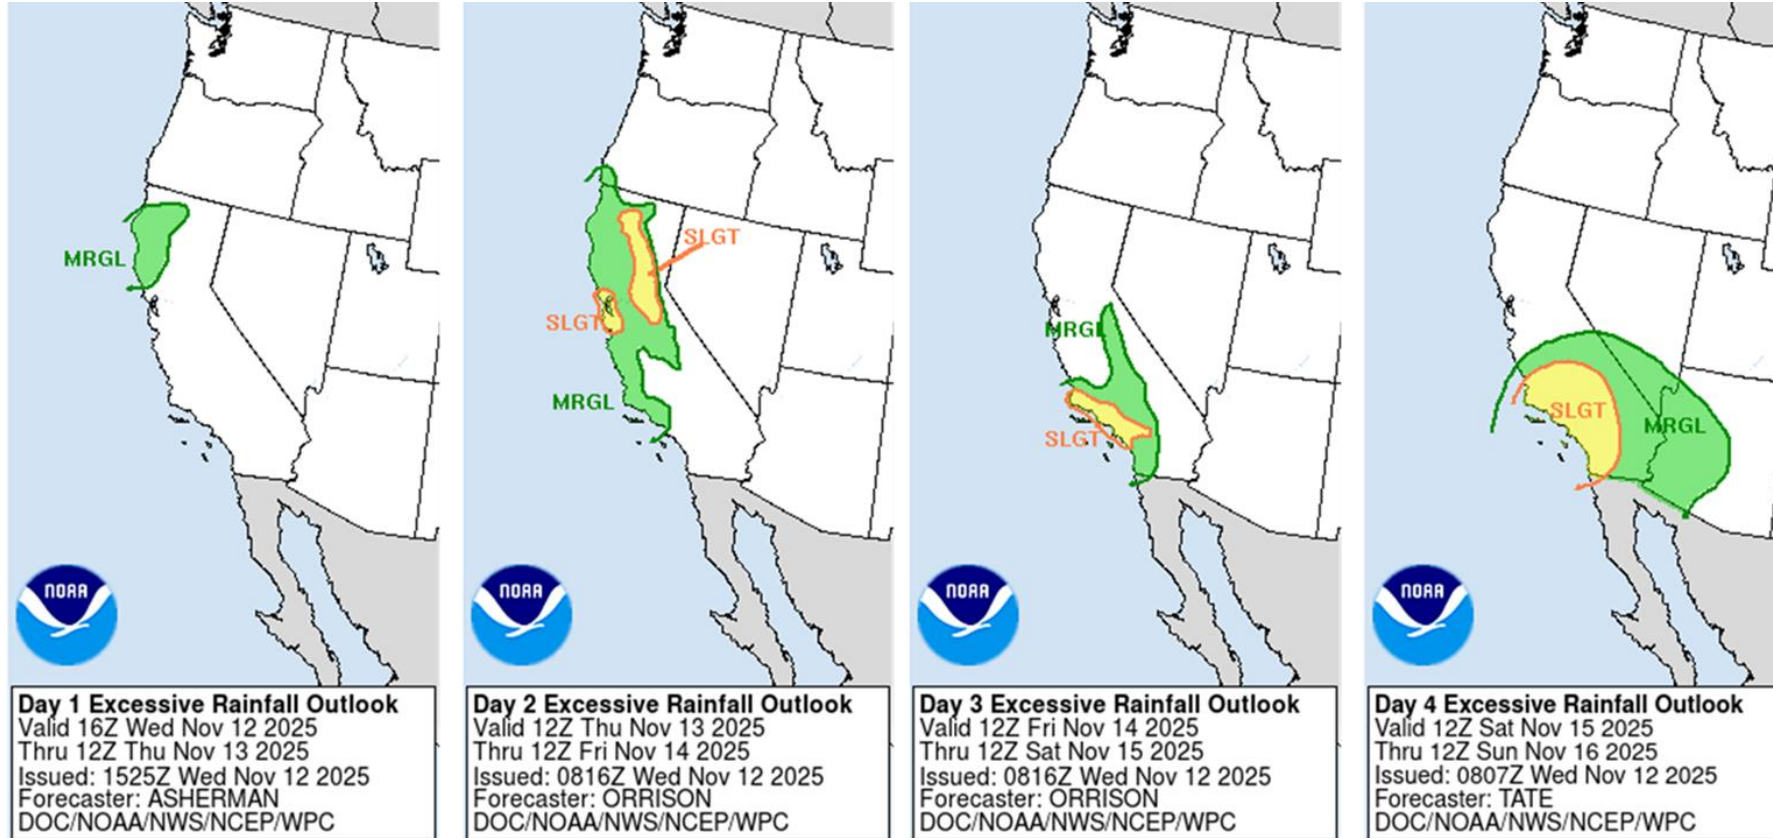 MRGL
NOAA
Day 1 Excessive Rainfall Outlook
Valid 16Z Wed Nov 12 2025
Thru 12Z Thu Nov 13 2025
Issued: 1525Z Wed Nov 12 2025
Forecaster: ASHERMAN
DOC/NOAA/NWS/NCEP/WPC
SLGT
SLGT
MRGL
NOAA
Day 2 Excessive Rainfall Outlook
Valid 12Z Thu Nov 13 2025
Thru 12Z Fri Nov 14 2025
Issued: 0816Z Wed Nov 12 2025
Forecaster: ORRISON
DOC/NOAA/NWS/NCEP/WPC
MRGL
SLGT
NOAA
Day 3 Excessive Rainfall Outlook
Valid 12Z Fri Nov 14 2025
Thru 12Z Sat Nov 15 2025
Issued: 0816Z Wed Nov 12 2025
Forecaster: ORRISON
DOC/NOAA/NWS/NCEP/WPC
SLGT
MRGL
NOAA
Day 4 Excessive Rainfall Outlook
Valid 12Z Sat Nov 15 2025
Thru 12Z Sun Nov 16 2025
Issued: 0807Z Wed Nov 12 2025
Forecaster: TATE
DOC/NOAA/NWS/NCEP/WPC